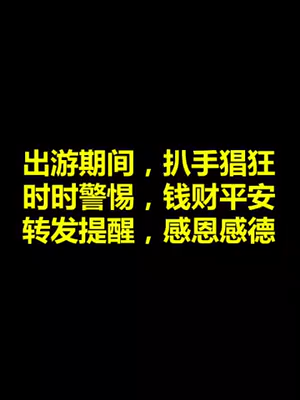 出游期间，扒手猖狂
时时警惕，钱财平安
转发提醒，感恩感德